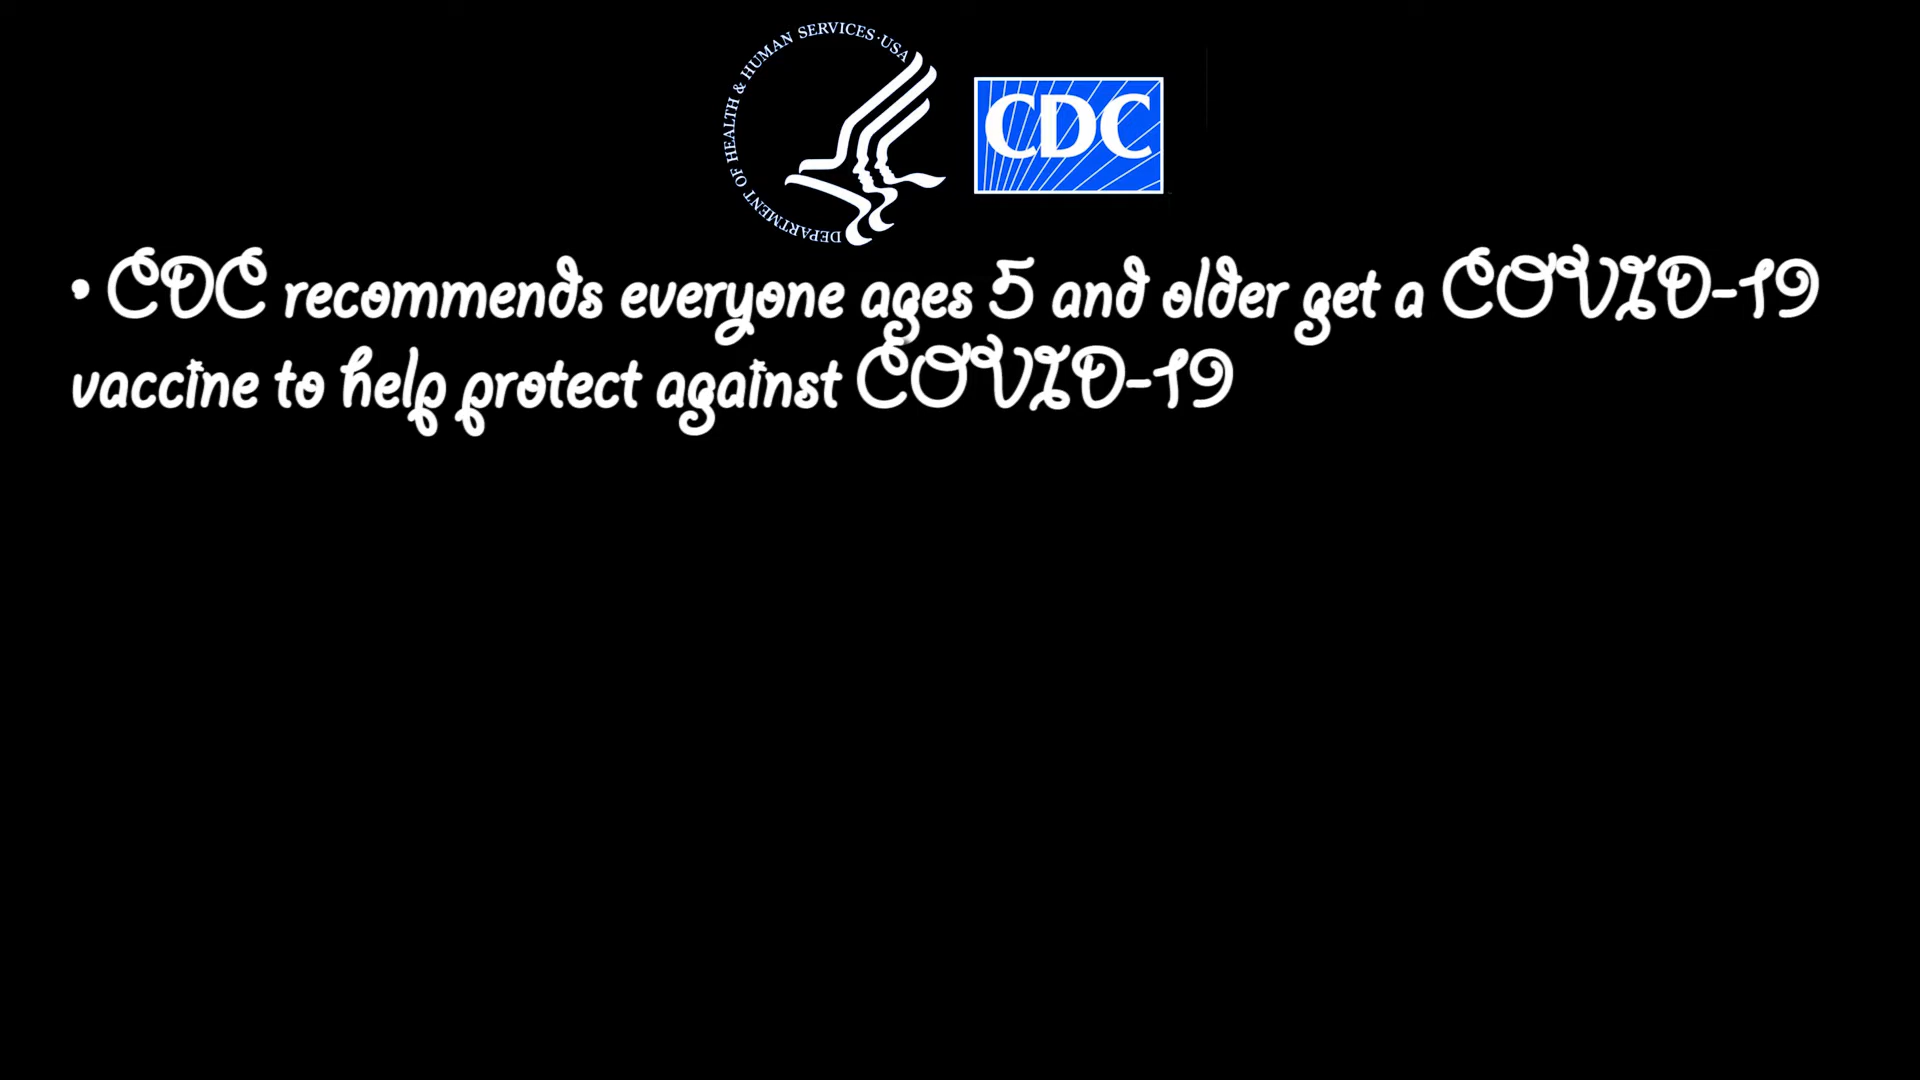 DEPARTMENT OF HEALTH & HUMAN SERVICES · USA
CDC
• CDC recommends everyone ages 5 and older get a COVID-19
vaccine to help protect against COVID-19